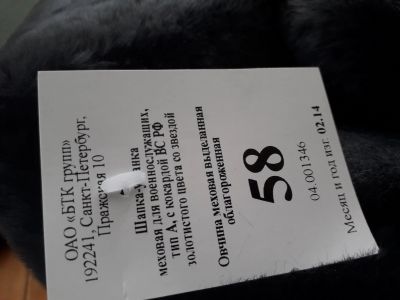 ОАО «БТК групп»
192241, Санкт-Петербург,
Пражская 10
Шапка-ушанка
меховая для военнослужащих,
тип А, с кокардой ВС РФ
золотистого цвета со звездой
Овчина меховая выделанная
облагороженная
58
04.001346
Месяц и год изг. 02.14